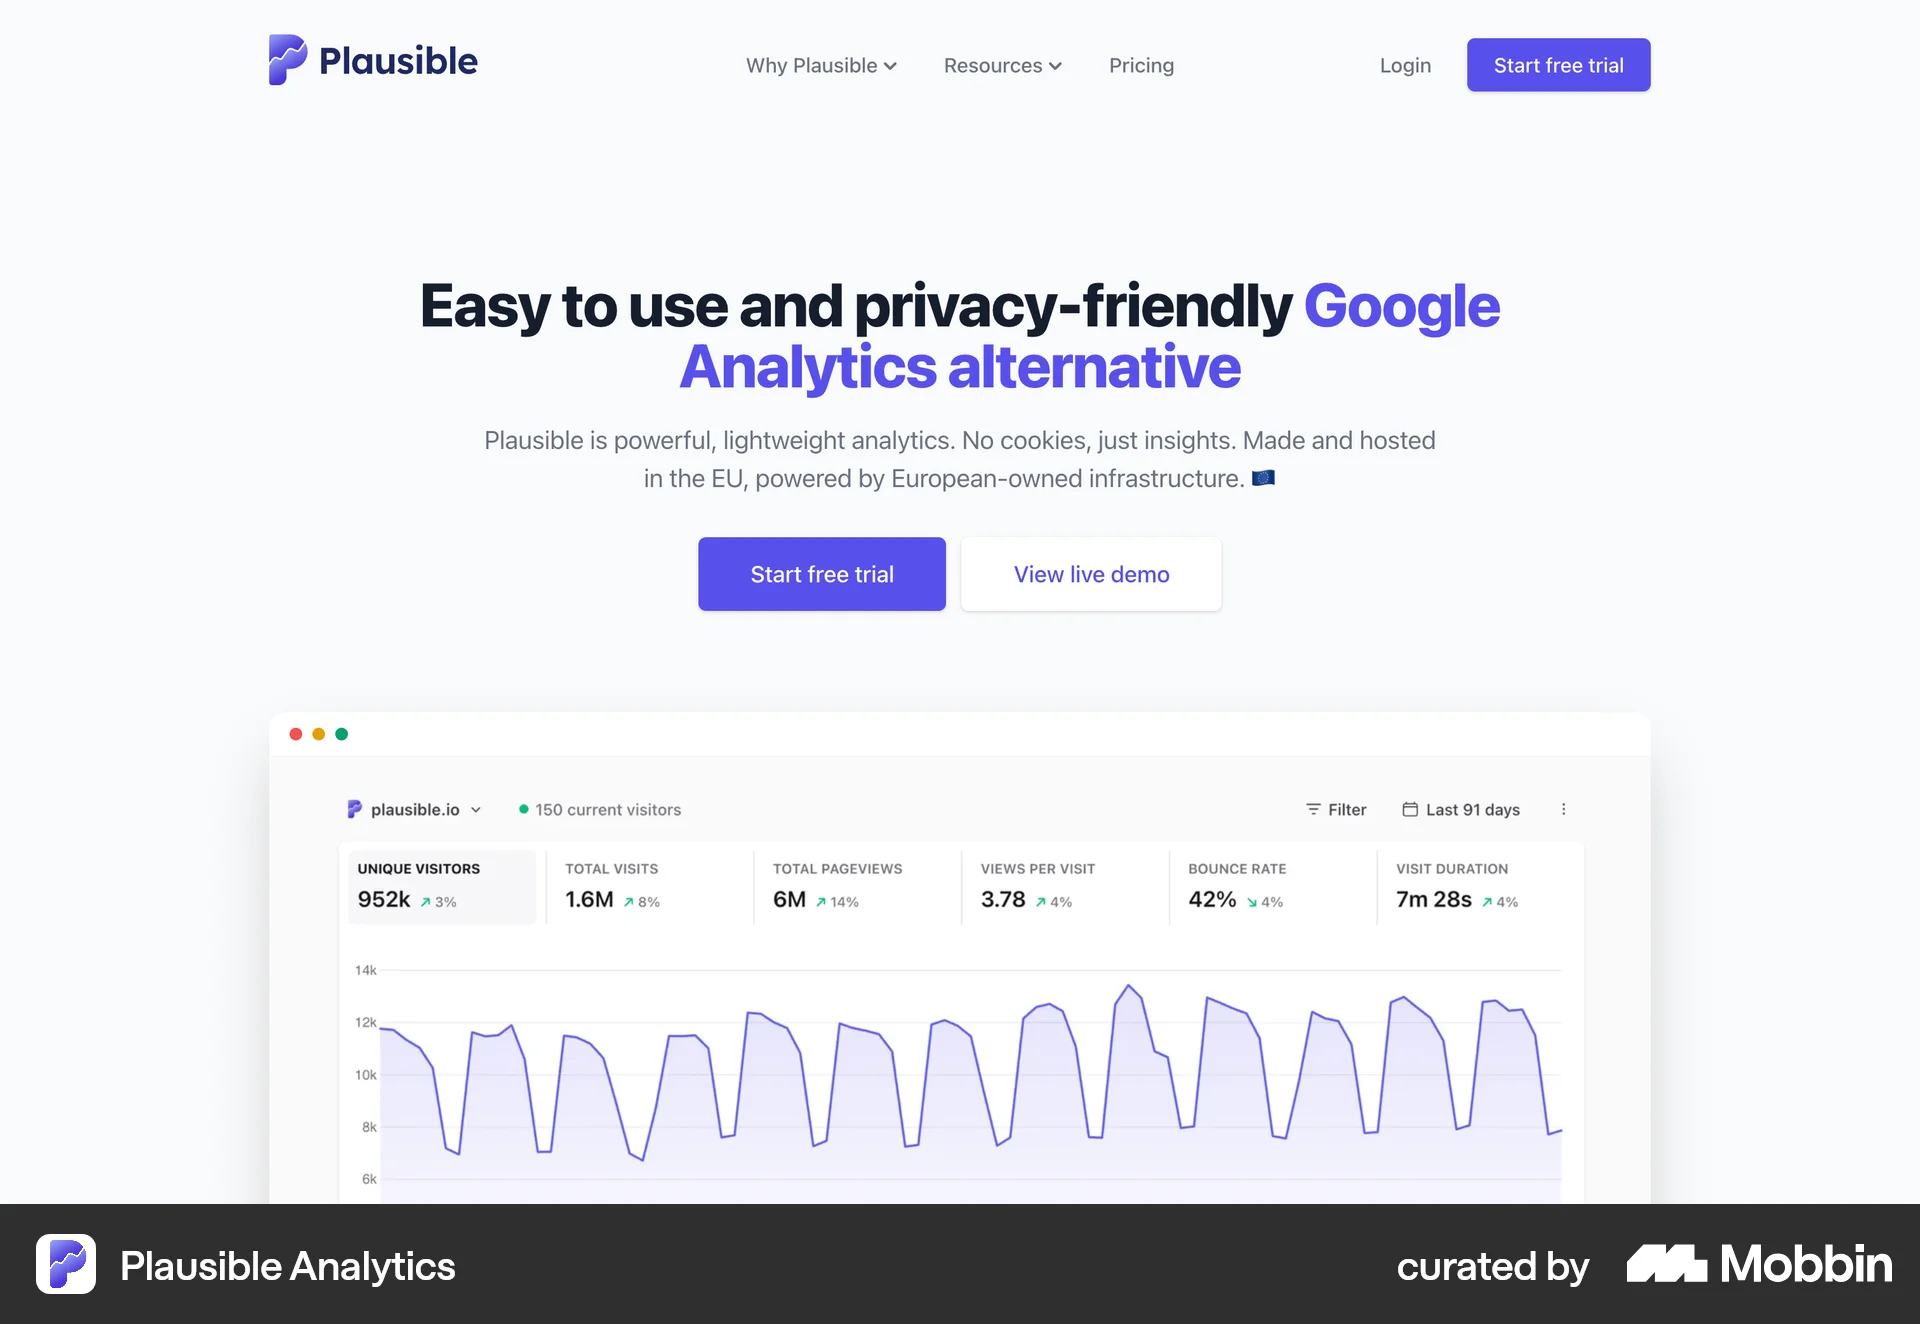 Plausible
Why Plausible
Resources
Pricing
Login
Start free trial
Easy to use and privacy-friendly Google
Analytics alternative
Plausible is powerful, lightweight analytics. No cookies, just insights. Made and hosted
in the EU, powered by European-owned infrastructure. 🇪🇺
Start free trial
View live demo
plausible.io
150 current visitors
Filter
Last 91 days
UNIQUE VISITORS
952k 3%
TOTAL VISITS
1.6M 8%
TOTAL PAGEVIEWS
6M 14%
VIEWS PER VISIT
3.78 4%
BOUNCE RATE
42% 4%
VISIT DURATION
7m 28s 4%
14k
12k
10k
8k
6k
Plausible Analytics
curated by Mobbin